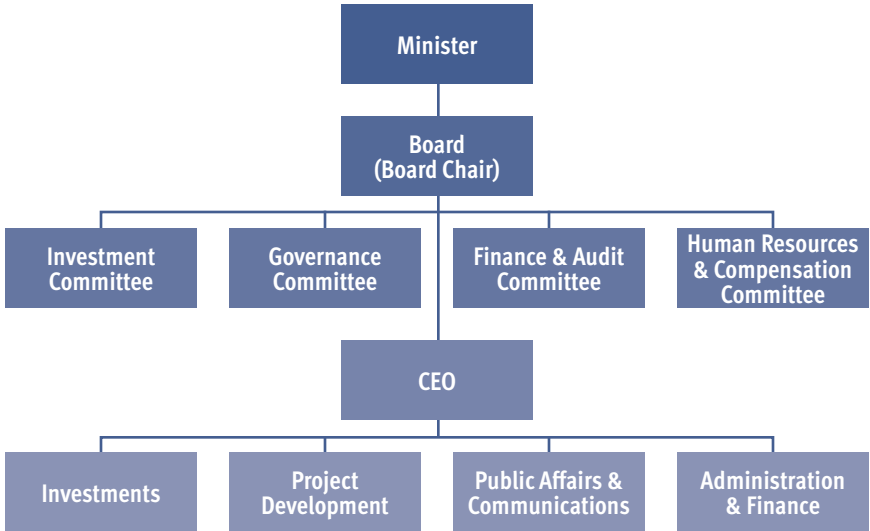 Minister
Board
(Board Chair)
Investment
Committee
Governance
Committee
Finance & Audit
Committee
Human Resources
& Compensation
Committee
CEO
Investments
Project
Development
Public Affairs &
Communications
Administration
& Finance